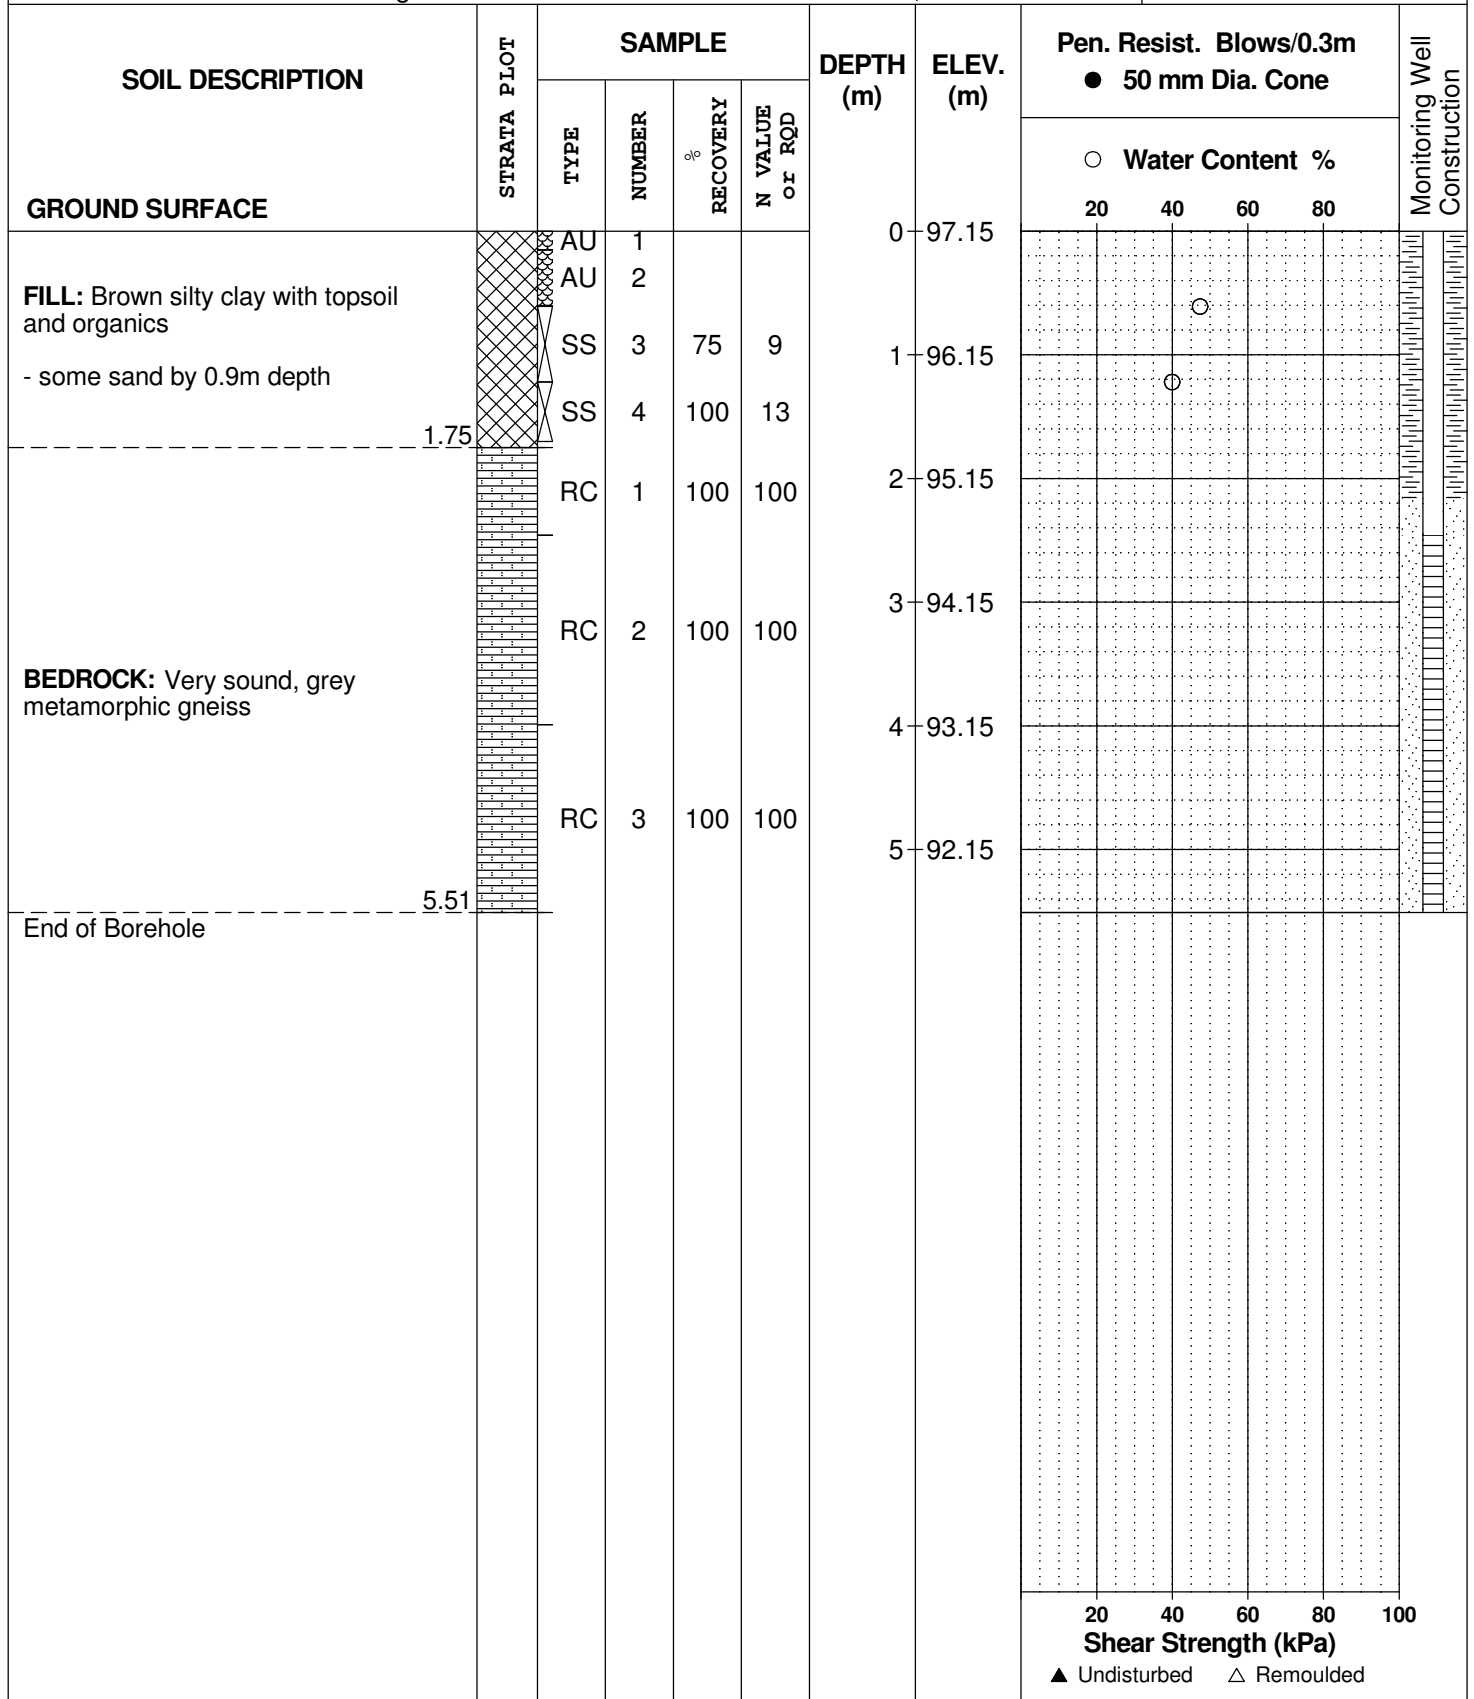 SOIL DESCRIPTION
GROUND SURFACE
STRATA PLOT
SAMPLE
TYPE
NUMBER
%
RECOVERY
N VALUE
or RQD
DEPTH
(m)
ELEV.
(m)
Pen. Resist. Blows/0.3m
● 50 mm Dia. Cone
○ Water Content %
20 40 60 80
Monitoring Well
Construction
0 97.15
AU 1
AU 2
FILL: Brown silty clay with topsoil
and organics
SS 3 75 9
1 96.15
- some sand by 0.9m depth
SS 4 100 13
1.75
2 95.15
RC 1 100 100
3 94.15
RC 2 100 100
BEDROCK: Very sound, grey
metamorphic gneiss
4 93.15
RC 3 100 100
5 92.15
5.51
End of Borehole
20 40 60 80 100
Shear Strength (kPa)
▲ Undisturbed △ Remoulded